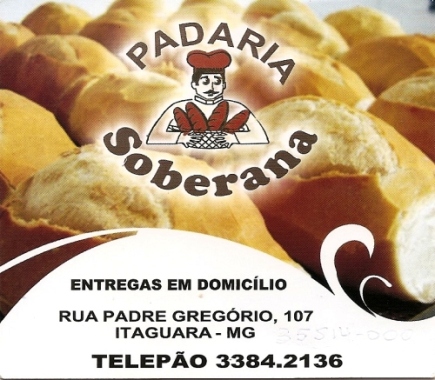 PADARIA
Soberana
ENTREGAS EM DOMICÍLIO
RUA PADRE GREGÓRIO, 107
ITAGUARA - MG
TELEPÃO 3384.2136